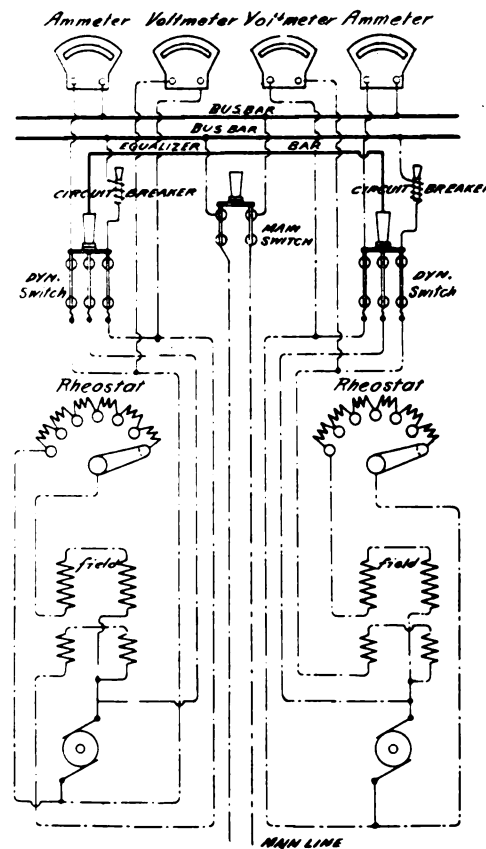 Ammeter Voltmeter Voltmeter Ammeter
BUS BAR
BUS BAR
EQUALIZER BAR
CIRCUIT BREAKER
CIRCUIT BREAKER
MAIN
SWITCH
DYN.
Switch
DYN.
Switch
Rheostat
Rheostat
field
field
MAIN LINE